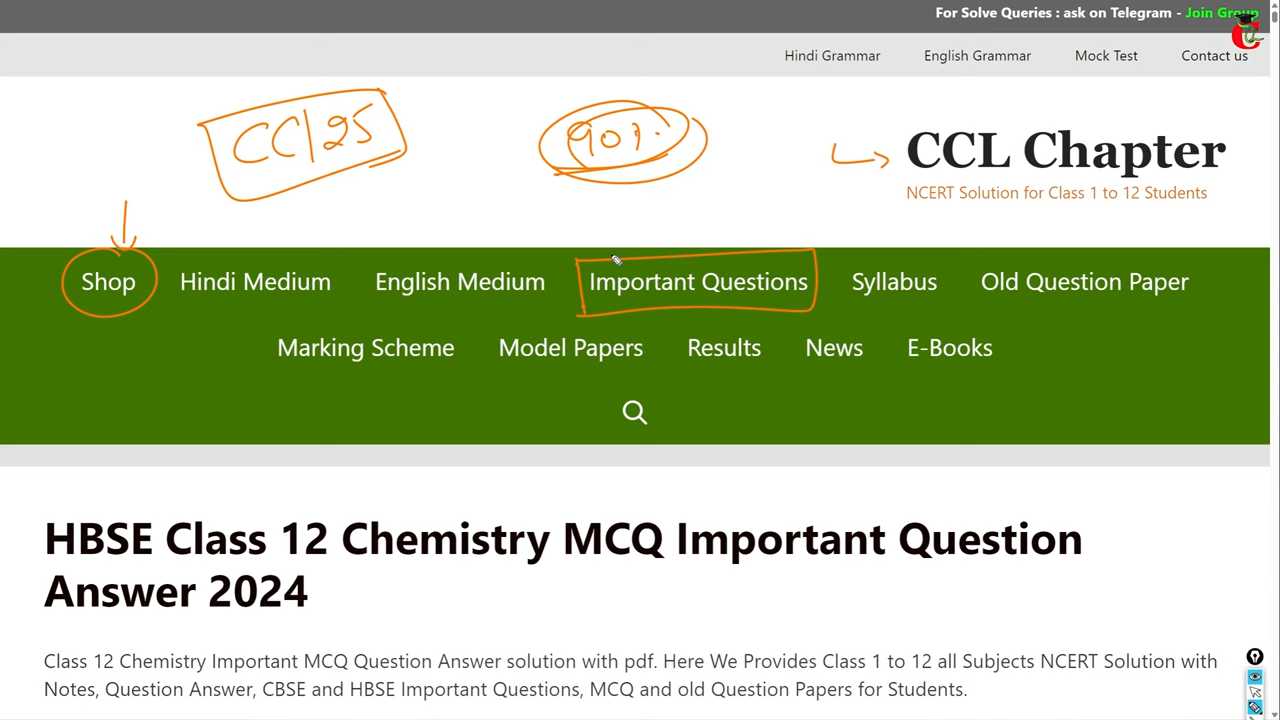 For Solve Queries : ask on Telegram - Join Group
Hindi Grammar English Grammar Mock Test Contact us
CCl25
90%
CCL Chapter
NCERT Solution for Class 1 to 12 Students
Shop Hindi Medium English Medium Important Questions Syllabus Old Question Paper
Marking Scheme Model Papers Results News E-Books
HBSE Class 12 Chemistry MCQ Important Question
Answer 2024
Class 12 Chemistry Important MCQ Question Answer solution with pdf. Here We Provides Class 1 to 12 all Subjects NCERT Solution with
Notes, Question Answer, CBSE and HBSE Important Questions, MCQ and old Question Papers for Students.